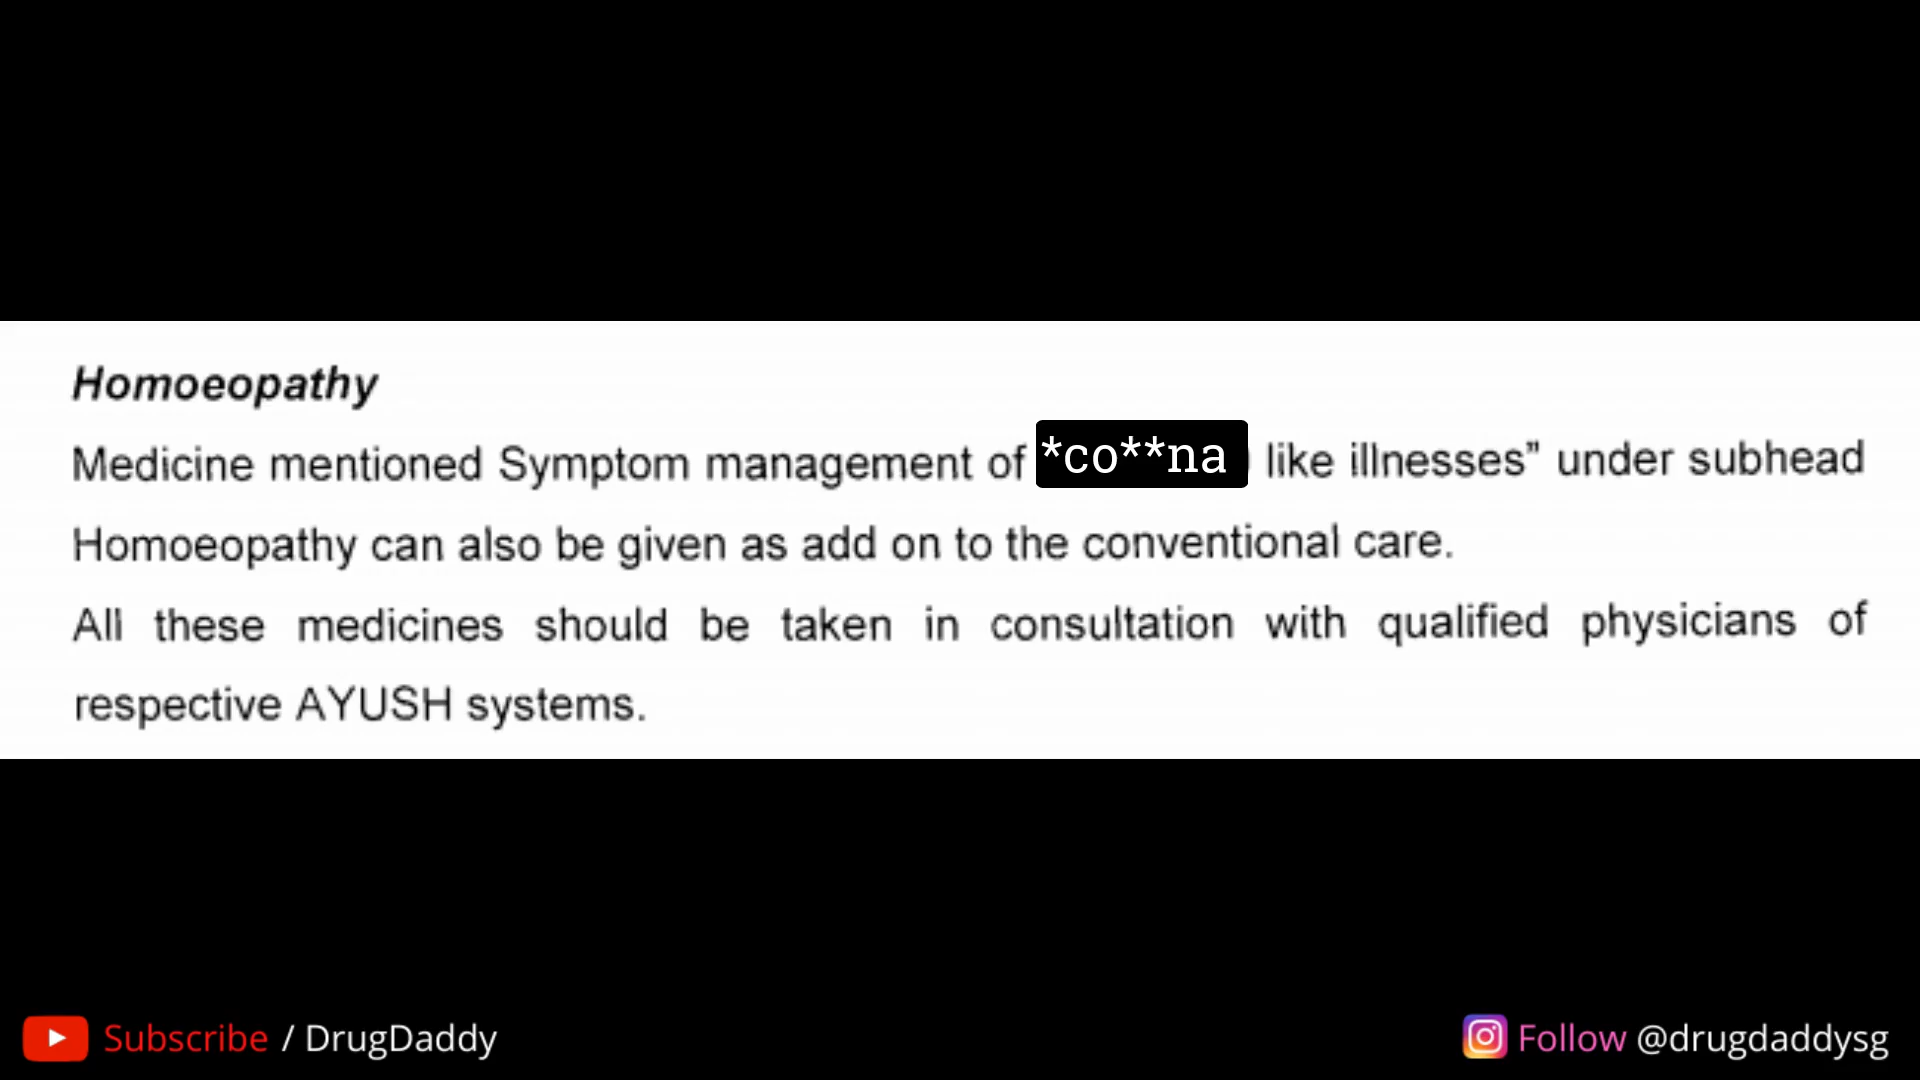 Homoeopathy
Medicine mentioned Symptom management of *co**na like illnesses” under subhead
Homoeopathy can also be given as add on to the conventional care.
All these medicines should be taken in consultation with qualified physicians of
respective AYUSH systems.
Subscribe / DrugDaddy
Follow @drugdaddysg